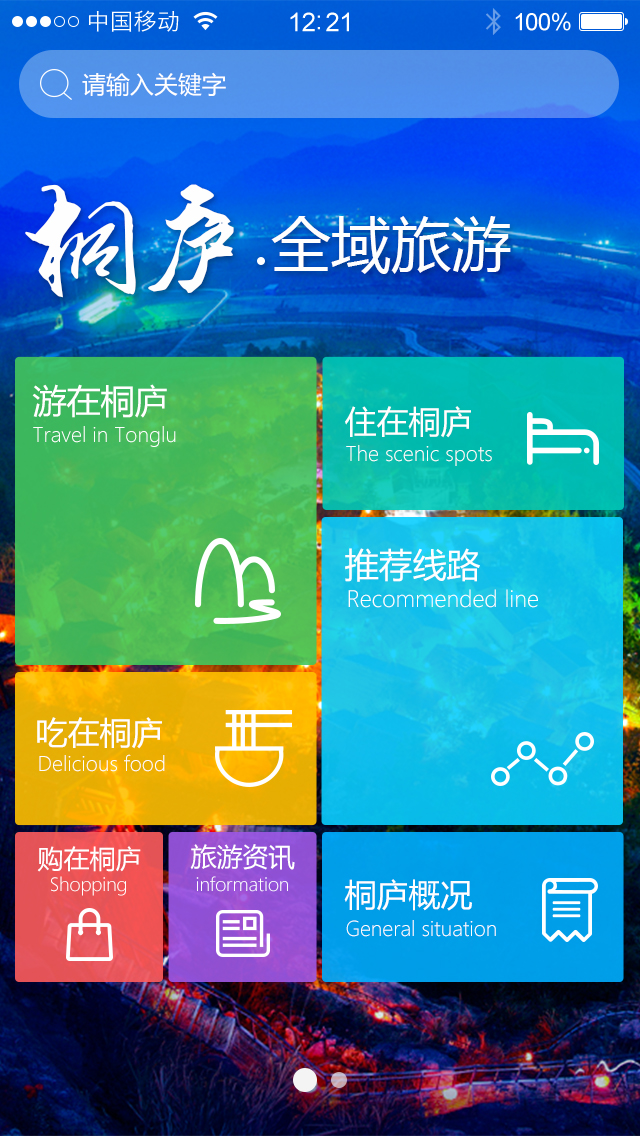 中国移动 12:21 100%
请输入关键字
桐庐.全域旅游
游在桐庐
Travel in Tonglu
住在桐庐
The scenic spots
推荐线路
Recommended line
吃在桐庐
Delicious food
购在桐庐
Shopping
旅游资讯
information
桐庐概况
General situation